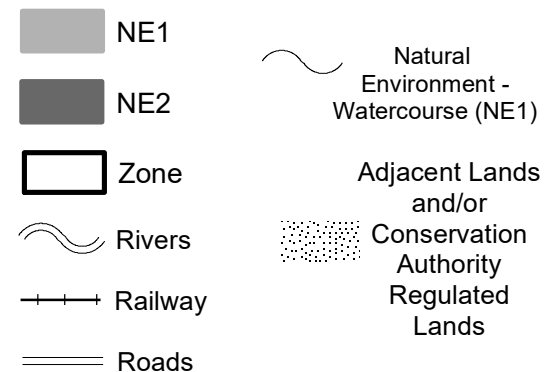 NE1
NE2
Zone
Rivers
Railway
Roads
Natural
Environment -
Watercourse (NE1)
Adjacent Lands
and/or
Conservation
Authority
Regulated
Lands